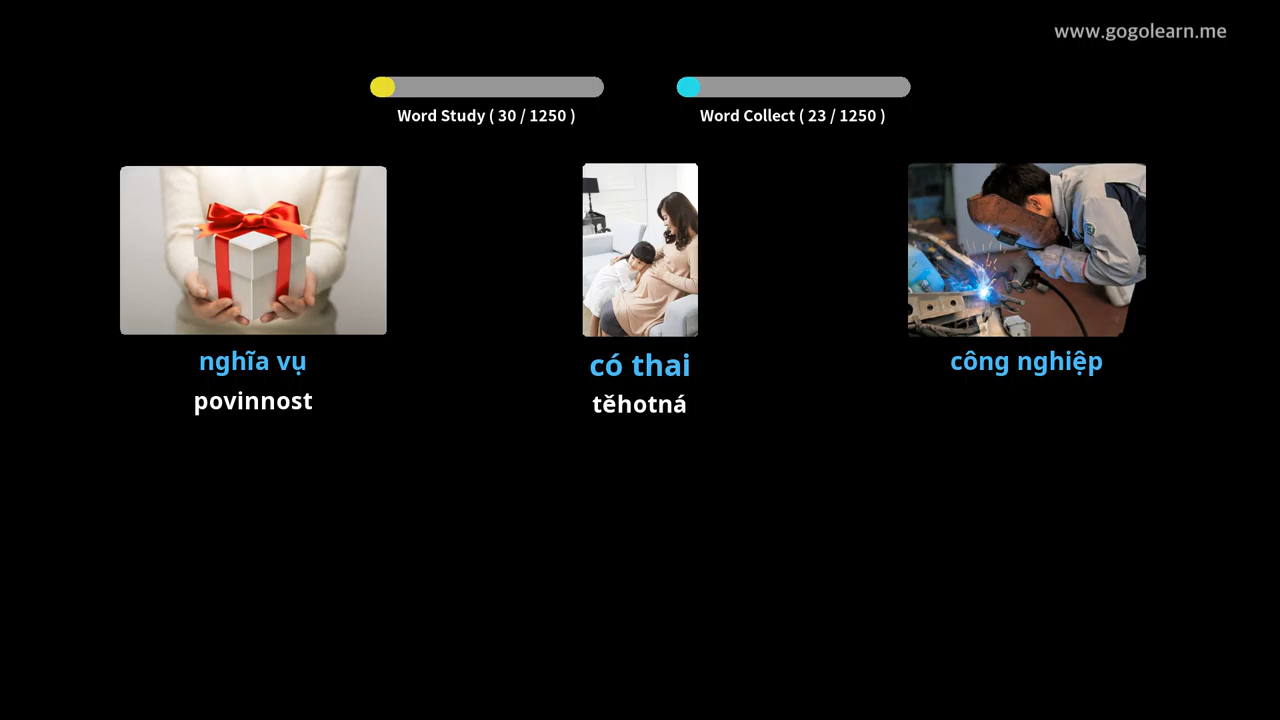 www.gogolearn.me
Word Study ( 30 / 1250 )
Word Collect ( 23 / 1250 )
nghĩa vụ
povinnost
có thai
těhotná
công nghiệp